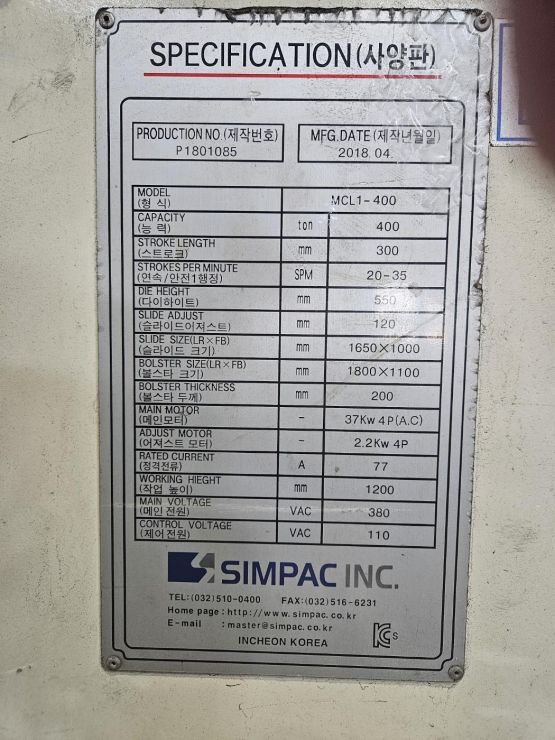 SPECIFICATION(사양판)
PRODUCTION NO.(제작번호)
P1801085
MFG.DATE(제작년월일)
2018.04.
MODEL
(형 식)
MCL1-400
CAPACITY
(능 력)
ton
400
STROKE LENGTH
(스트로크)
mm
300
STROKES PER MINUTE
(연속/안전1행정)
SPM
20-35
DIE HEIGHT
(다이하이트)
mm
550
SLIDE ADJUST
(슬라이드어져스트)
mm
120
SLIDE SIZE(LR×FB)
(슬라이드 크기)
mm
1650×1000
BOLSTER SIZE(LR×FB)
(볼스타 크기)
mm
1800×1100
BOLSTER THICKNESS
(볼스타 두께)
mm
200
MAIN MOTOR
(메인모터)
-
37Kw 4P(A.C)
ADJUST MOTOR
(어져스트 모터)
-
2.2Kw 4P
RATED CURRENT
(정격전류)
A
77
WORKING HIEGHT
(작업 높이)
mm
1200
MAIN VOLTAGE
(메인전원)
VAC
380
CONTROL VOLTAGE
(제어전원)
VAC
110
SIMPAC INC.
TEL:(032)510-0400 FAX:(032)516-6231
Home page:http://www.simpac.co.kr
E-mail :master@simpac.co.kr
INCHEON KOREA
KCs